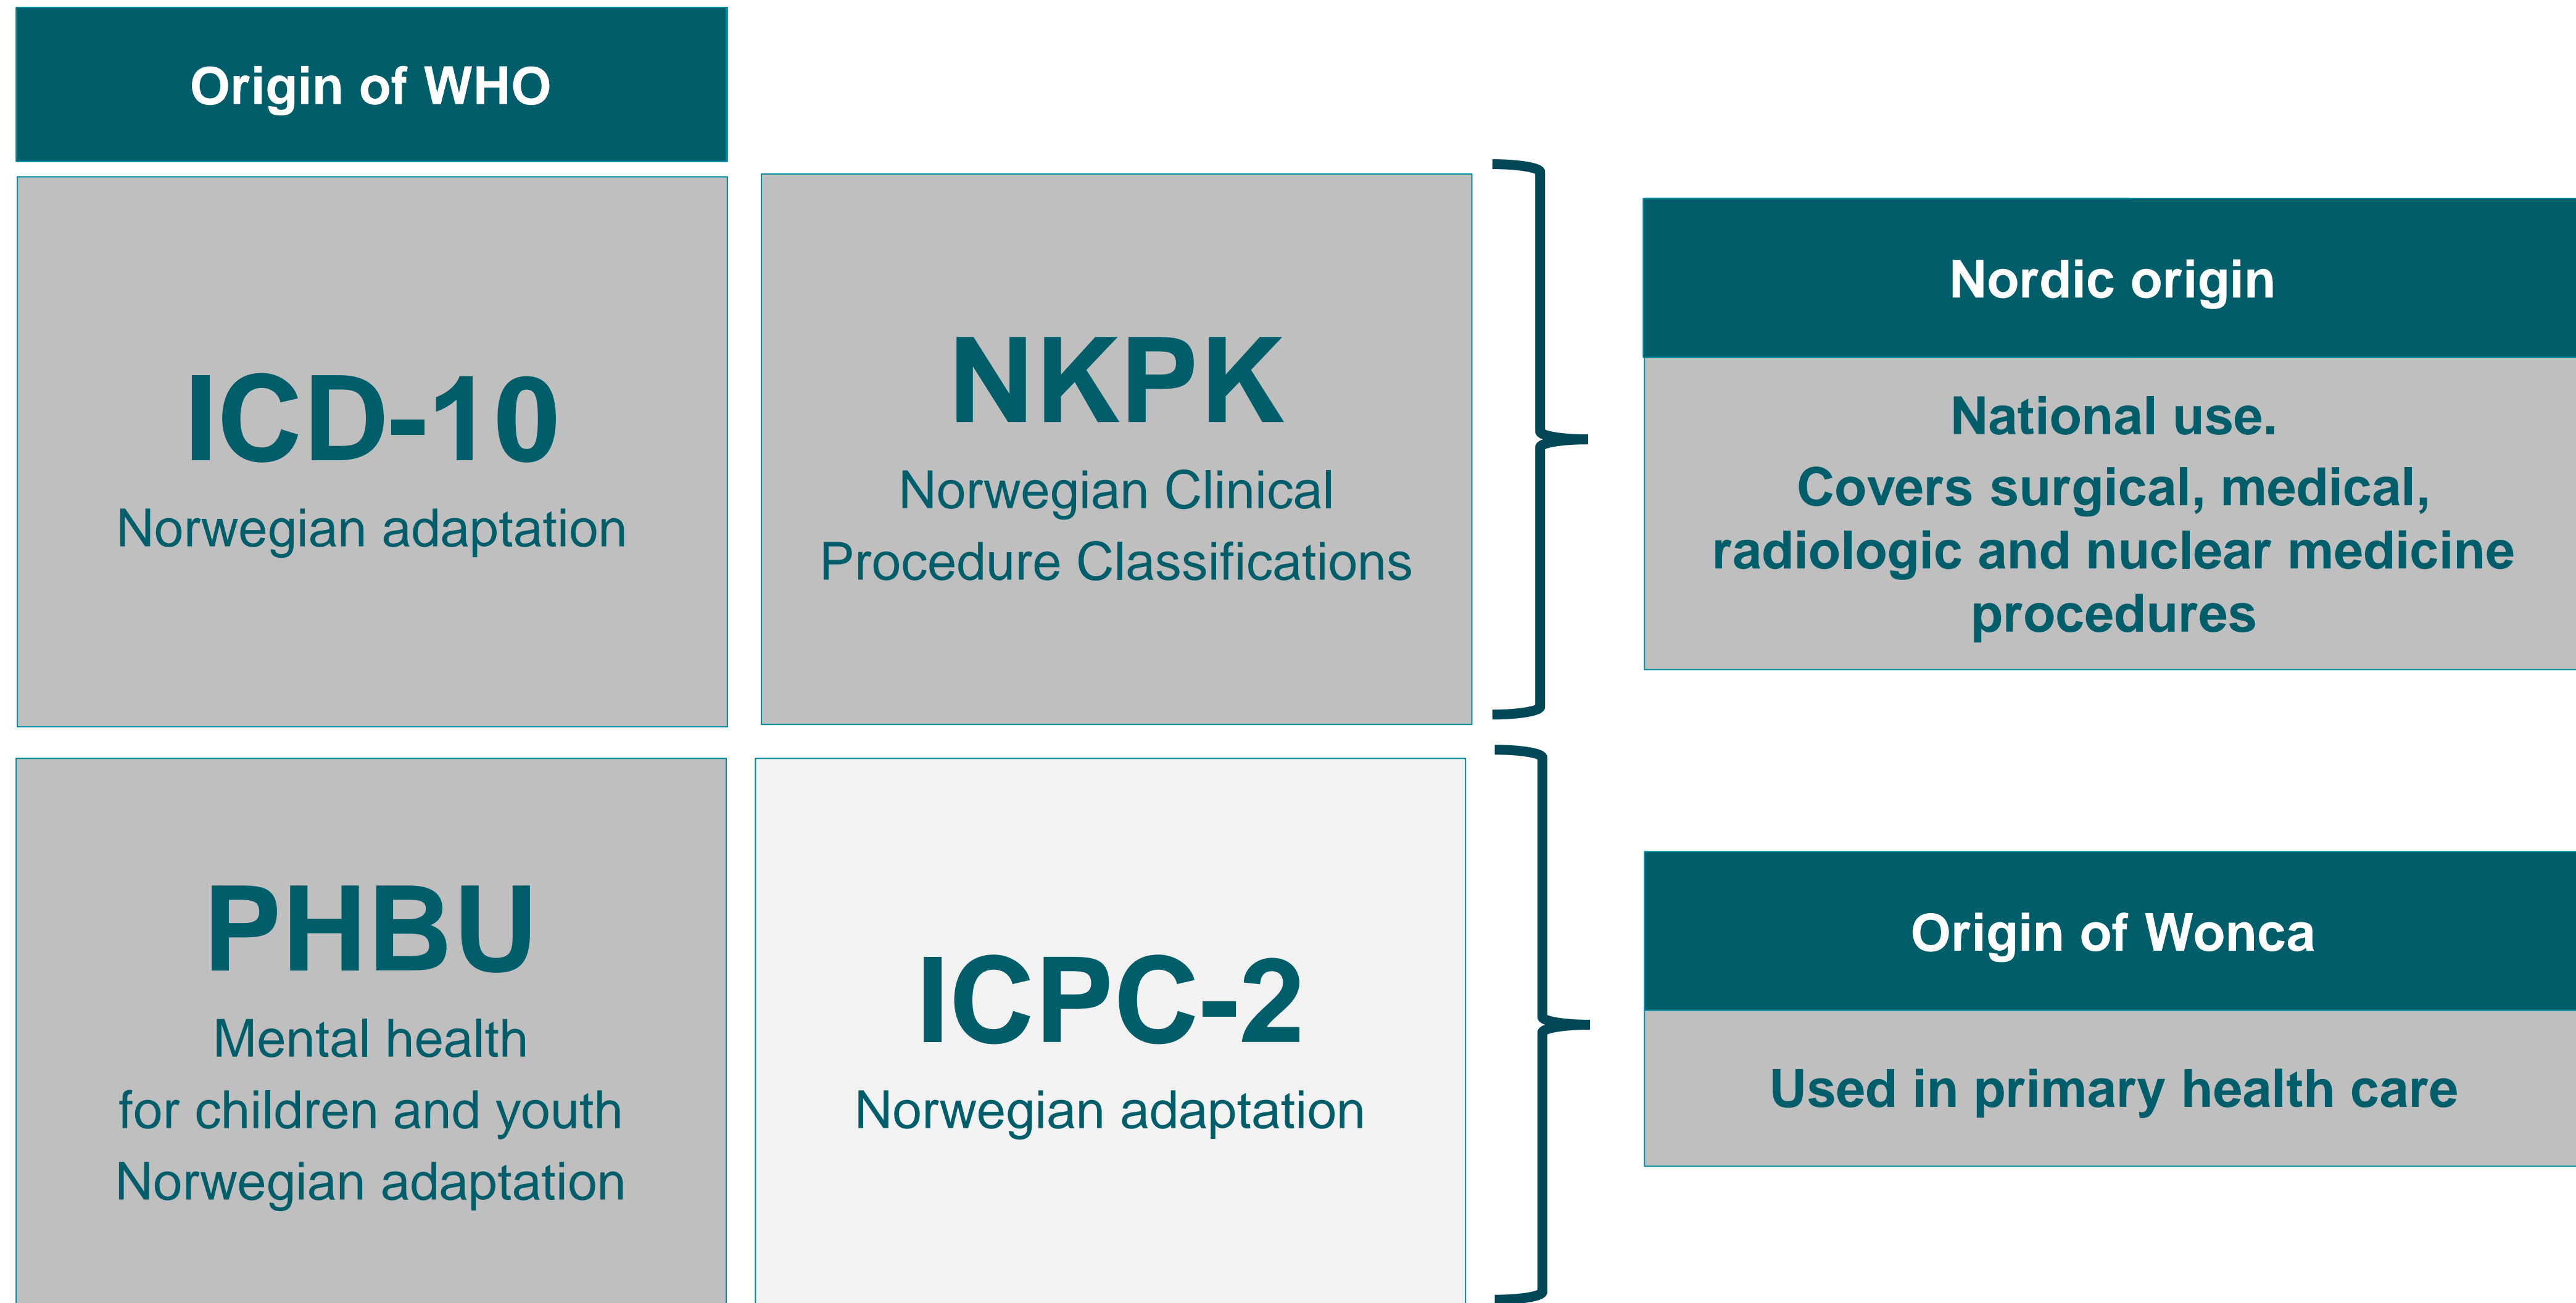 Origin of WHO
ICD-10
Norwegian adaptation
NKPK
Norwegian Clinical
Procedure Classifications
Nordic origin
National use.
Covers surgical, medical,
radiologic and nuclear medicine
procedures
PHBU
Mental health
for children and youth
Norwegian adaptation
ICPC-2
Norwegian adaptation
Origin of Wonca
Used in primary health care